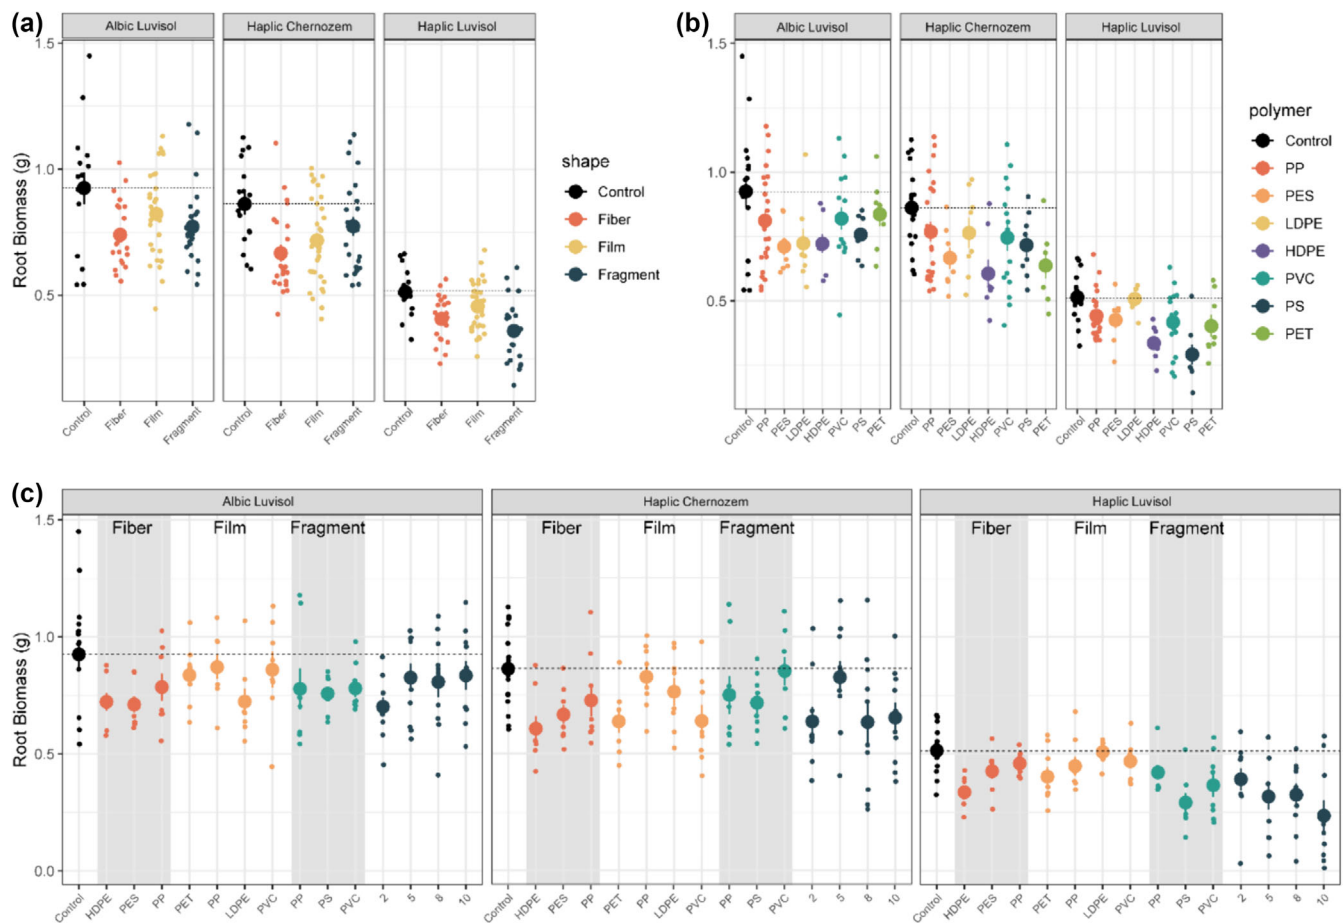 (a)
Albic Luvisol
Haplic Chernozem
Haplic Luvisol
1.5
1.0
0.5
Root Biomass (g)
Control
Fiber
Film
Fragment
Control
Fiber
Film
Fragment
Control
Fiber
Film
Fragment
shape
Control
Fiber
Film
Fragment
(b)
Albic Luvisol
Haplic Chernozem
Haplic Luvisol
1.5
1.0
0.5
Control
PP
PES
LDPE
HDPE
PVC
PS
PET
Control
PP
PES
LDPE
HDPE
PVC
PS
PET
Control
PP
PES
LDPE
HDPE
PVC
PS
PET
polymer
Control
PP
PES
LDPE
HDPE
PVC
PS
PET
(c)
Albic Luvisol
Haplic Chernozem
Haplic Luvisol
Fiber Film Fragment
Fiber Film Fragment
Fiber Film Fragment
1.5
1.0
0.5
0.0
Root Biomass (g)
Control
HDPE
PES
PP
PET
PP
LDPE
PVC
PP
PS
PVC
2
5
8
10
Control
HDPE
PES
PP
PET
PP
LDPE
PVC
PP
PS
PVC
2
5
8
10
Control
HDPE
PES
PP
PET
PP
LDPE
PVC
PP
PS
PVC
2
5
8
10